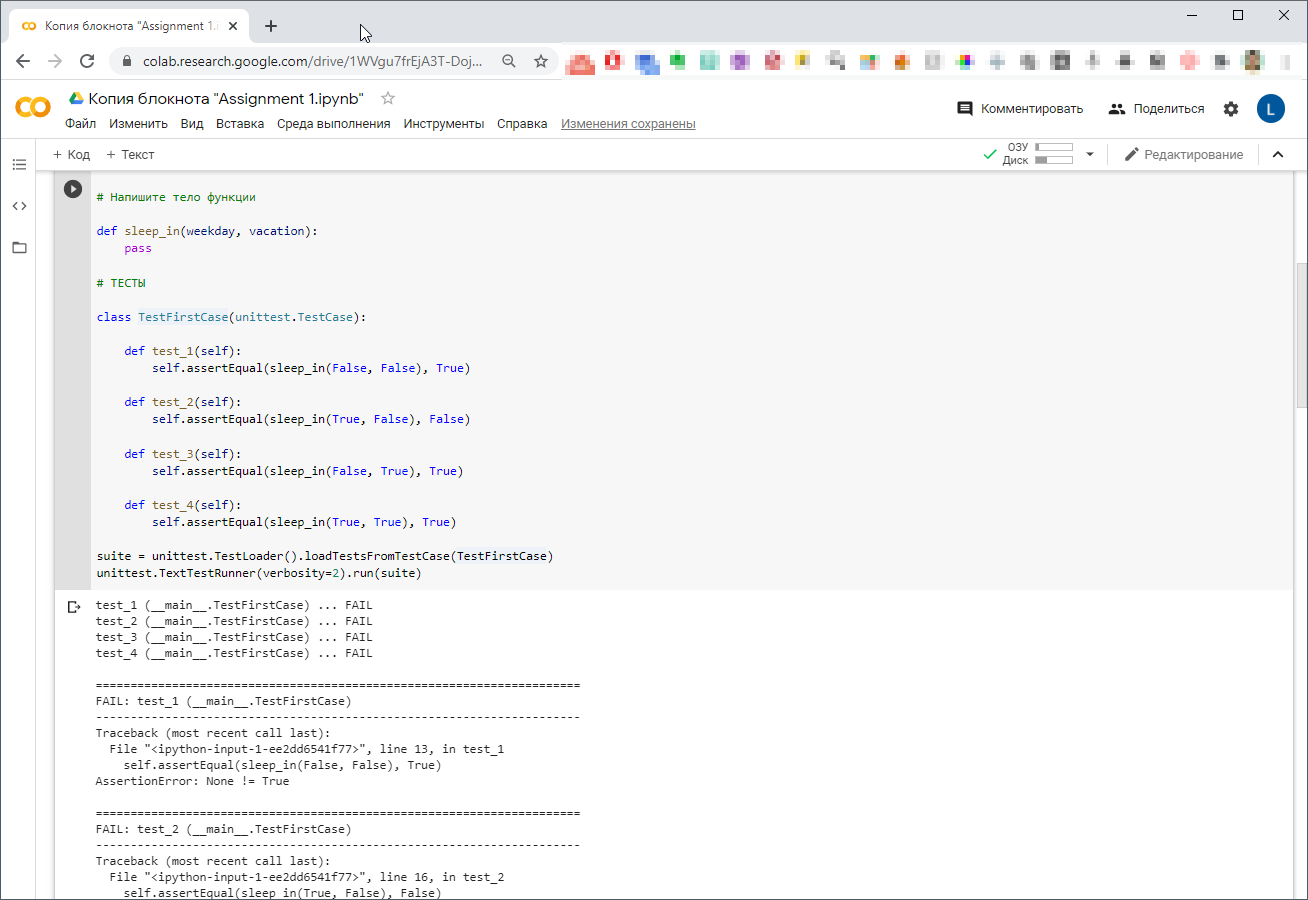 Копия блокнота "Assignment 1.i
colab.research.google.com/drive/1WVgu7frEjA3T-Doj...
Копия блокнота "Assignment 1.ipynb"
Комментировать
Поделиться
L
Файл Изменить Вид Вставка Среда выполнения Инструменты Справка Изменения сохранены
+ Код + Текст
ОЗУ
Диск
Редактирование
# Напишите тело функции
def sleep_in(weekday, vacation):
    pass
# ТЕСТЫ
class TestFirstCase(unittest.TestCase):
    def test_1(self):
        self.assertEqual(sleep_in(False, False), True)
    def test_2(self):
        self.assertEqual(sleep_in(True, False), False)
    def test_3(self):
        self.assertEqual(sleep_in(False, True), True)
    def test_4(self):
        self.assertEqual(sleep_in(True, True), True)
suite = unittest.TestLoader().loadTestsFromTestCase(TestFirstCase)
unittest.TextTestRunner(verbosity=2).run(suite)
test_1 (__main__.TestFirstCase) ... FAIL
test_2 (__main__.TestFirstCase) ... FAIL
test_3 (__main__.TestFirstCase) ... FAIL
test_4 (__main__.TestFirstCase) ... FAIL
======================================================================
FAIL: test_1 (__main__.TestFirstCase)
----------------------------------------------------------------------
Traceback (most recent call last):
  File "<ipython-input-1-ee2dd6541f77>", line 13, in test_1
    self.assertEqual(sleep_in(False, False), True)
AssertionError: None != True
======================================================================
FAIL: test_2 (__main__.TestFirstCase)
----------------------------------------------------------------------
Traceback (most recent call last):
  File "<ipython-input-1-ee2dd6541f77>", line 16, in test_2
    self.assertEqual(sleep_in(True, False), False)